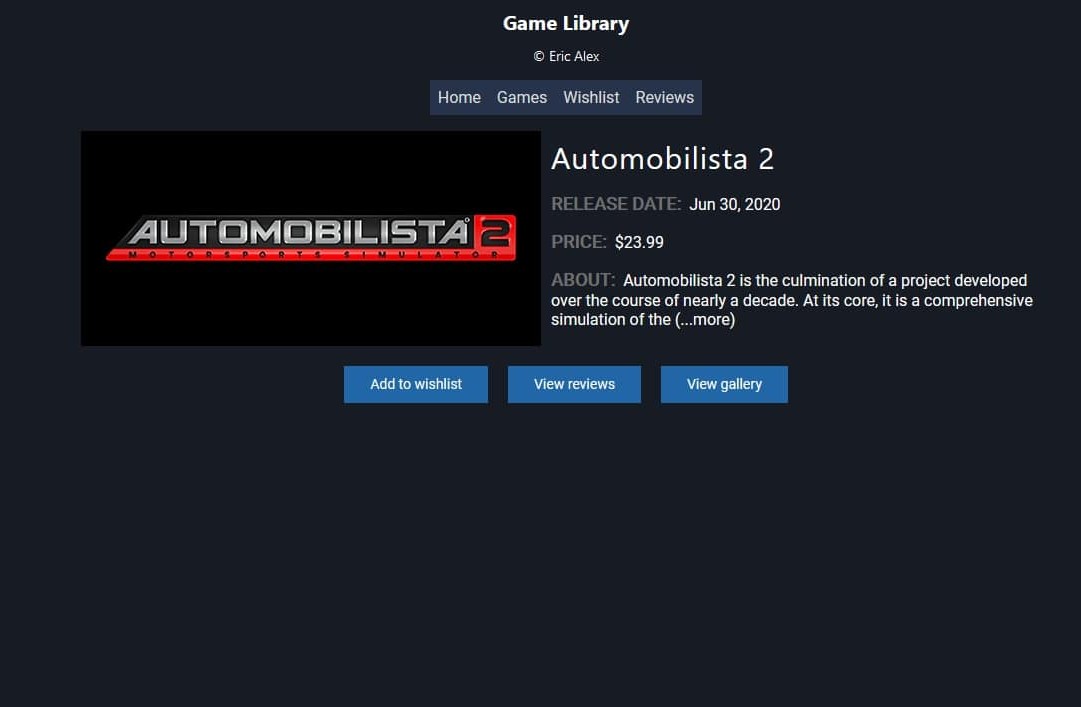 Game Library
© Eric Alex
Home Games Wishlist Reviews
AUTOMOBILISTA 2
MOTORSPORTS SIMULATOR
Automobilista 2
RELEASE DATE: Jun 30, 2020
PRICE: $23.99
ABOUT: Automobilista 2 is the culmination of a project developed
over the course of nearly a decade. At its core, it is a comprehensive
simulation of the (...more)
Add to wishlist View reviews View gallery